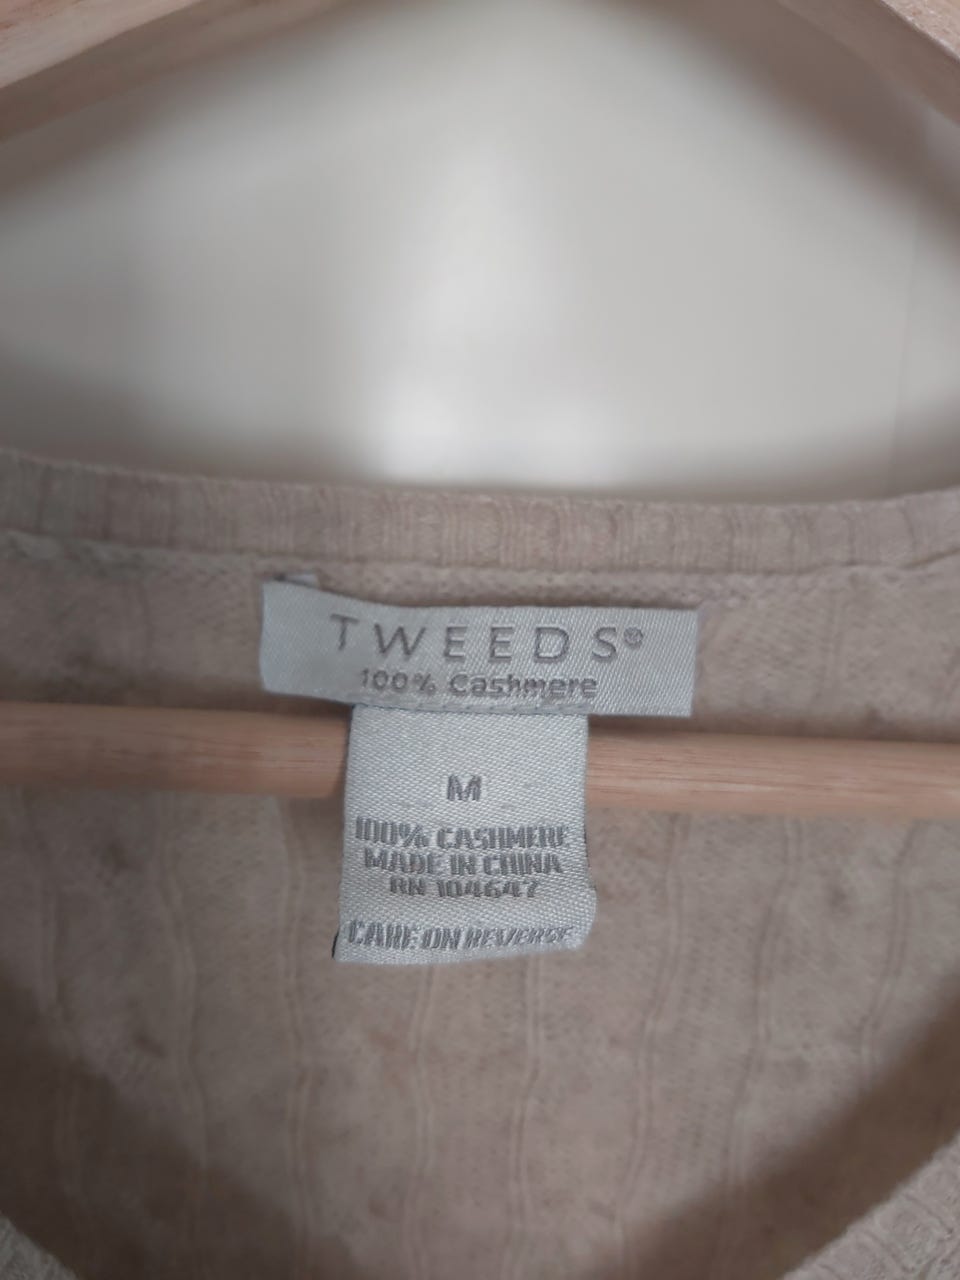 TWEEDS®
100% Cashmere
M
100% CASHMERE
MADE IN CHINA
RN 104647
CARE ON REVERSE